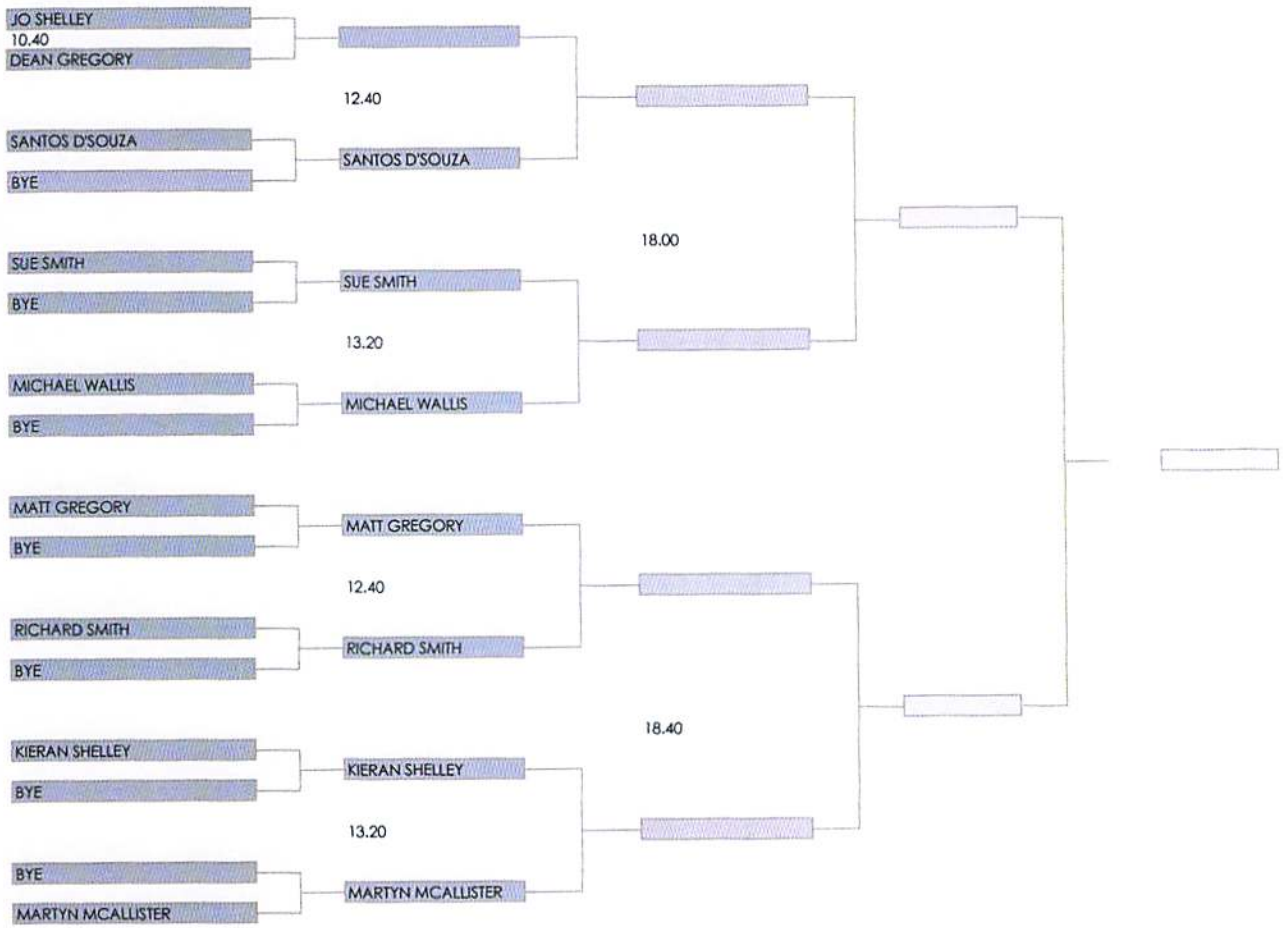 JO SHELLEY
10.40
DEAN GREGORY
12.40
SANTOS D'SOUZA
SANTOS D'SOUZA
BYE
18.00
SUE SMITH
SUE SMITH
BYE
13.20
MICHAEL WALLIS
MICHAEL WALLIS
BYE
MATT GREGORY
MATT GREGORY
BYE
12.40
RICHARD SMITH
RICHARD SMITH
BYE
18.40
KIERAN SHELLEY
KIERAN SHELLEY
BYE
13.20
BYE
MARTYN MCALLISTER
MARTYN MCALLISTER